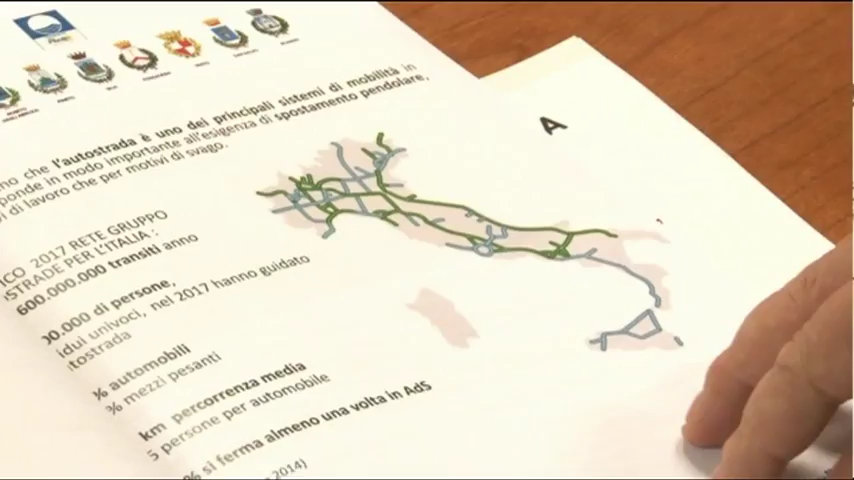 no che l'autostrada è uno dei principali sistemi di mobilità in
ponde in modo importante all'esigenza di spostamento pendolare,
i di lavoro che per motivi di svago.
A
ICO 2017 RETE GRUPPO
STRADE PER L'ITALIA :
600.000.000 transiti anno
00.000 di persone,
idui univoci, nel 2017 hanno guidato
tostrada
% automobili
% mezzi pesanti
km percorrenza media
5 persone per automobile
% si ferma almeno una volta in AdS
2014)